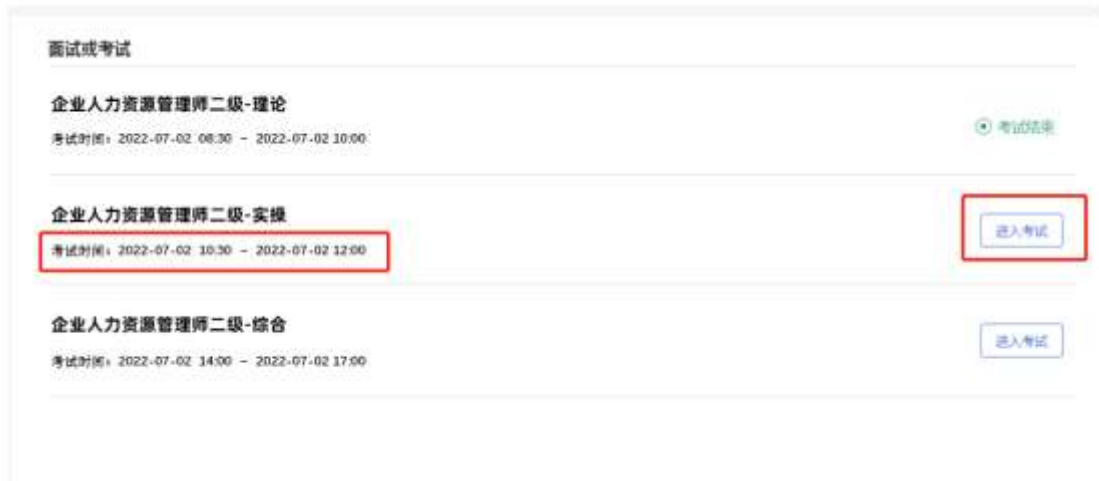 面试或考试
企业人力资源管理师二级-理论
考试时间：2022-07-02 08:30 - 2022-07-02 10:00
考试结束
企业人力资源管理师二级-实操
考试时间：2022-07-02 10:30 - 2022-07-02 12:00
进入考试
企业人力资源管理师二级-综合
考试时间：2022-07-02 14:00 - 2022-07-02 17:00
进入考试